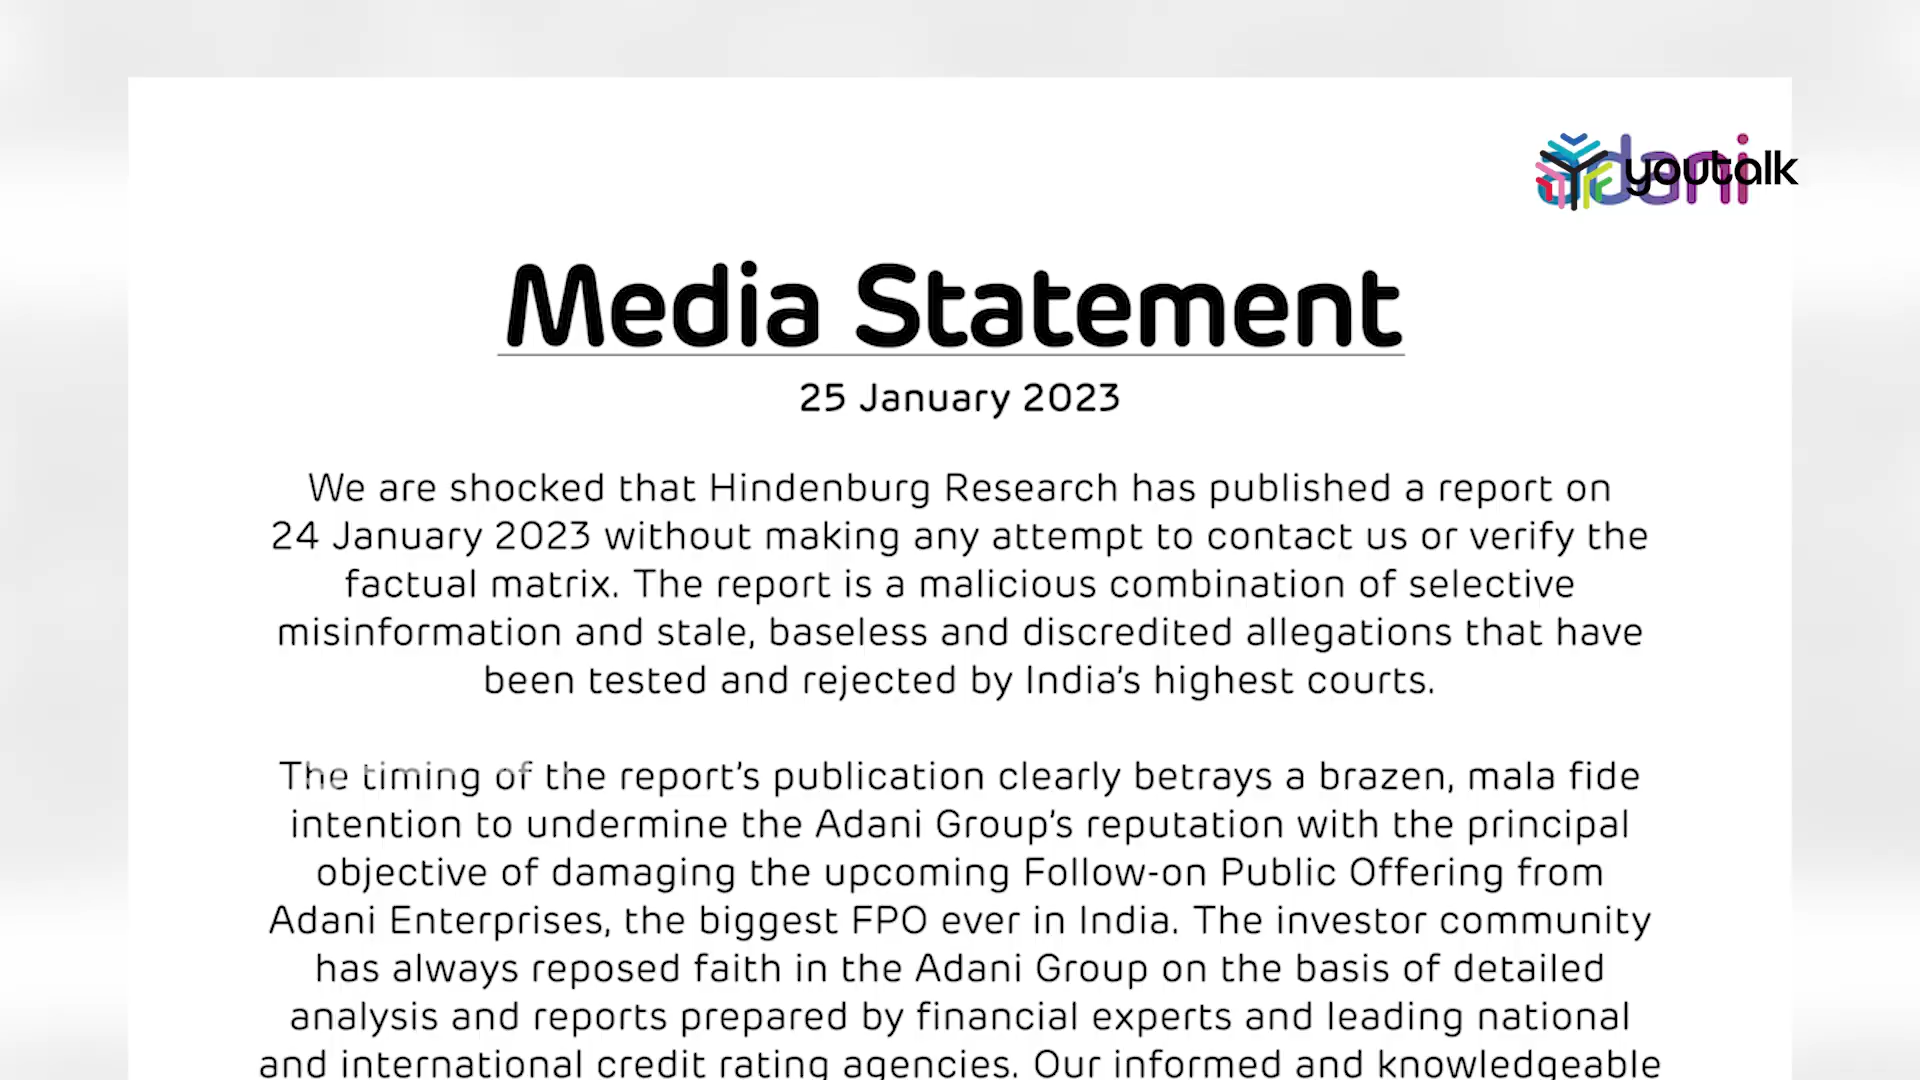 adani
youtalk
Media Statement
25 January 2023
We are shocked that Hindenburg Research has published a report on
24 January 2023 without making any attempt to contact us or verify the
factual matrix. The report is a malicious combination of selective
misinformation and stale, baseless and discredited allegations that have
been tested and rejected by India’s highest courts.
The timing of the report’s publication clearly betrays a brazen, mala fide
intention to undermine the Adani Group’s reputation with the principal
objective of damaging the upcoming Follow-on Public Offering from
Adani Enterprises, the biggest FPO ever in India. The investor community
has always reposed faith in the Adani Group on the basis of detailed
analysis and reports prepared by financial experts and leading national
and international credit rating agencies. Our informed and knowledgeable